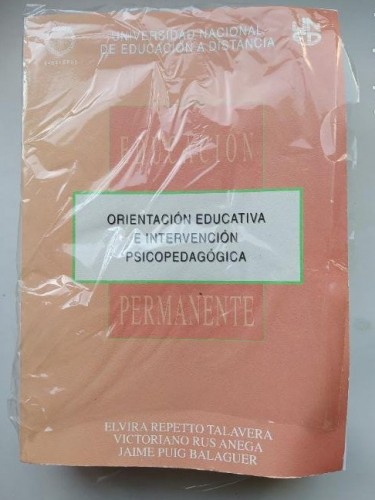 UNIVERSIDAD NACIONAL
DE EDUCACIÓN A DISTANCIA
EDUCACIÓN
ORIENTACIÓN EDUCATIVA
E INTERVENCIÓN
PSICOPEDAGÓGICA
PERMANENTE
ELVIRA REPETTO TALAVERA
VICTORIANO RUS ANEGA
JAIME PUIG BALAGUER